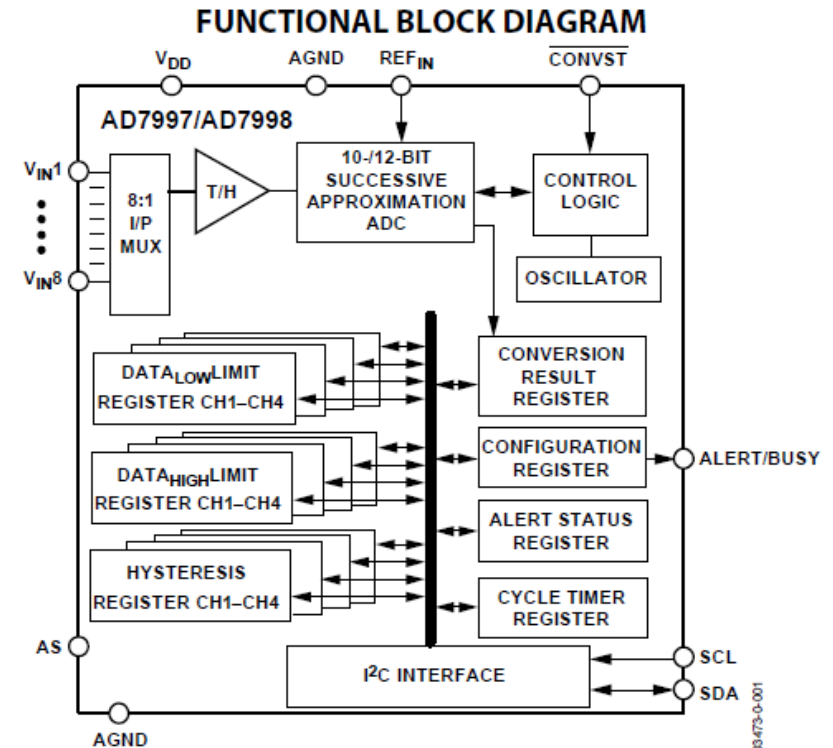 FUNCTIONAL BLOCK DIAGRAM
VDD
AGND
REFIN
CONVST
AD7997/AD7998
VIN1
VIN8
8:1
I/P
MUX
T/H
10-/12-BIT
SUCCESSIVE
APPROXIMATION
ADC
CONTROL
LOGIC
OSCILLATOR
DATALOWLIMIT
REGISTER CH1–CH4
CONVERSION
RESULT
REGISTER
DATAHIGHLIMIT
REGISTER CH1–CH4
CONFIGURATION
REGISTER
ALERT/BUSY
ALERT STATUS
REGISTER
HYSTERESIS
REGISTER CH1–CH4
CYCLE TIMER
REGISTER
AS
I²C INTERFACE
SCL
SDA
AGND
03473-0-001